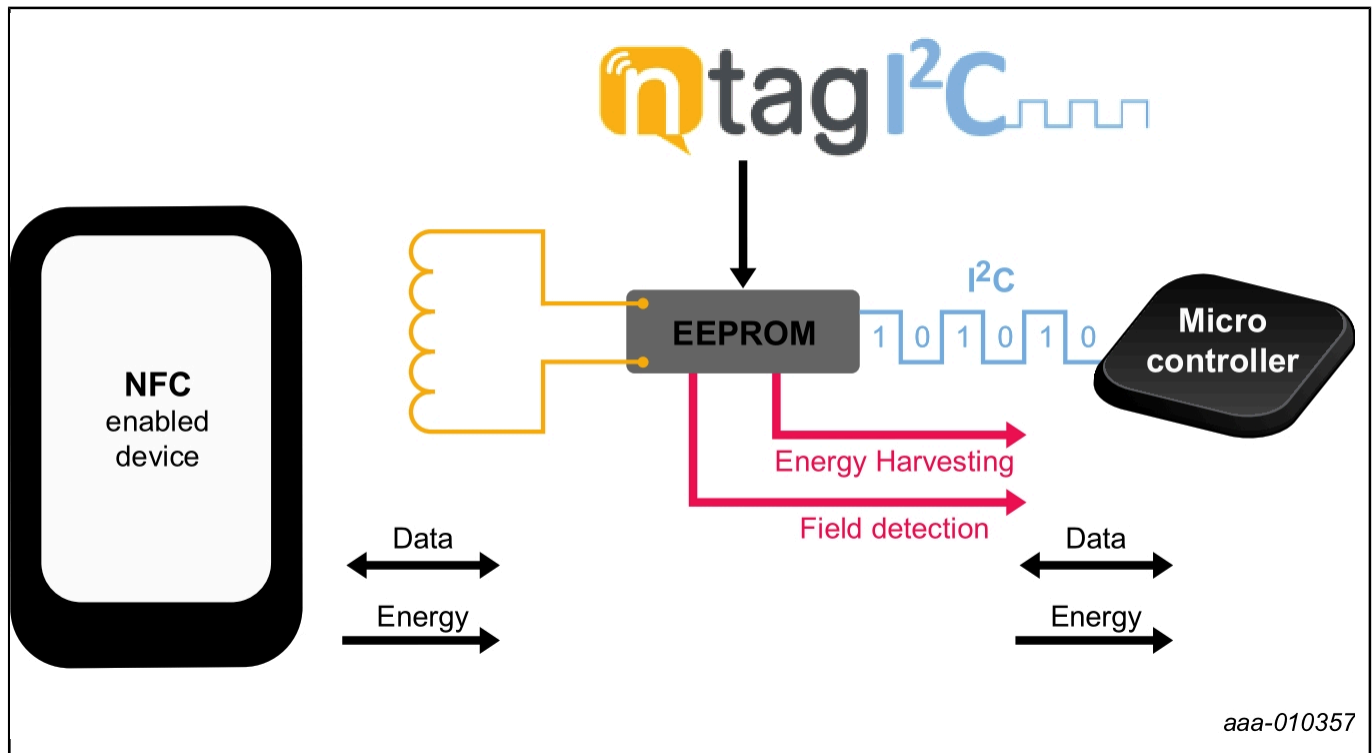 ntagI²C
NFC
enabled
device
EEPROM
I²C
1 0 1 0 1 0
Micro
controller
Energy Harvesting
Field detection
Data
Energy
Data
Energy
aaa-010357